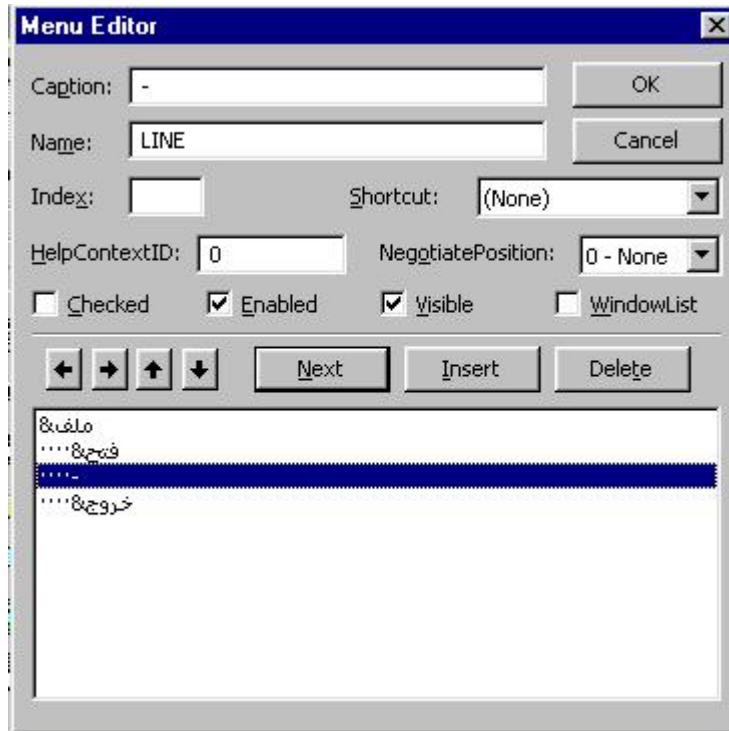 Menu Editor
Caption: -
OK
Name: LINE
Cancel
Index:
Shortcut: (None)
HelpContextID: 0
NegotiatePosition: 0 - None
Checked Enabled Visible WindowList
Next Insert Delete
&ملف
····&فتح
····-
····&خروج